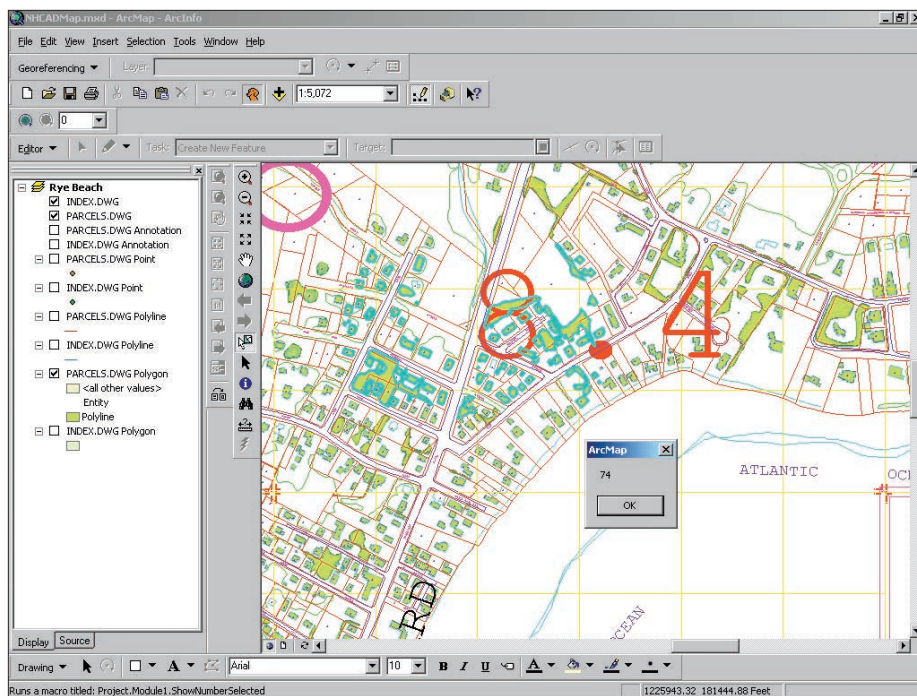 NHCADMap.mxd - ArcMap - ArcInfo
File Edit View Insert Selection Tools Window Help
Georeferencing Layer:
1:5,072
0
Editor Task: Create New Feature Target:
Rye Beach
INDEX.DWG
PARCELS.DWG
PARCELS.DWG Annotation
INDEX.DWG Annotation
PARCELS.DWG Point
INDEX.DWG Point
PARCELS.DWG Polyline
INDEX.DWG Polyline
PARCELS.DWG Polygon
<all other values>
Entity
Polyline
INDEX.DWG Polygon
8.4
ArcMap
74
OK
ATLANTIC
OCEAN
RD
Display Source
Drawing A Arial 10 B I U A
Runs a macro titled: Project.Module1.ShowNumberSelected
1225943.32 181444.88 Feet